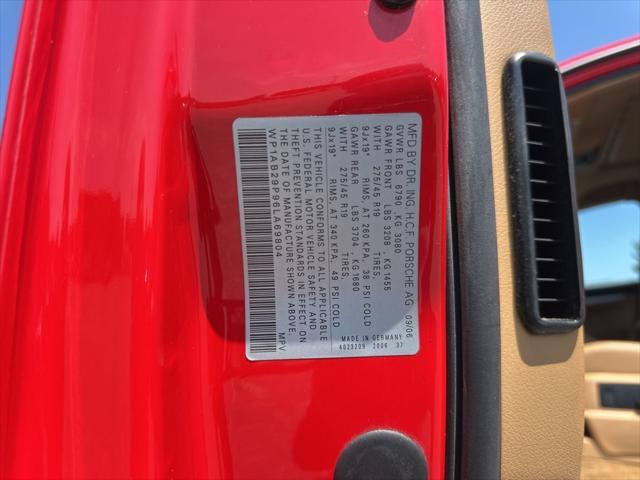 MFD BY DR. ING. H.C.F. PORSCHE AG 09/06
GVWR LBS 6790 ,KG 3080
GAWR FRONT LBS 3208 , KG 1455
WITH 275/45 R19 TIRES,
9Jx19" RIMS, AT 260 KPA, 38 PSI COLD
GAWR REAR LBS 3704 , KG 1680
WITH 275/45 R19 TIRES,
9Jx19" RIMS, AT 340 KPA, 49 PSI COLD
THIS VEHICLE CONFORMS TO ALL APPLICABLE
U.S. FEDERAL MOTOR VEHICLE SAFETY AND
THEFT PREVENTION STANDARDS IN EFFECT ON
THE DATE OF MANUFACTURE SHOWN ABOVE.
WP1AB29P96LA69804 MPV
MADE IN GERMANY
4023209 2006 37